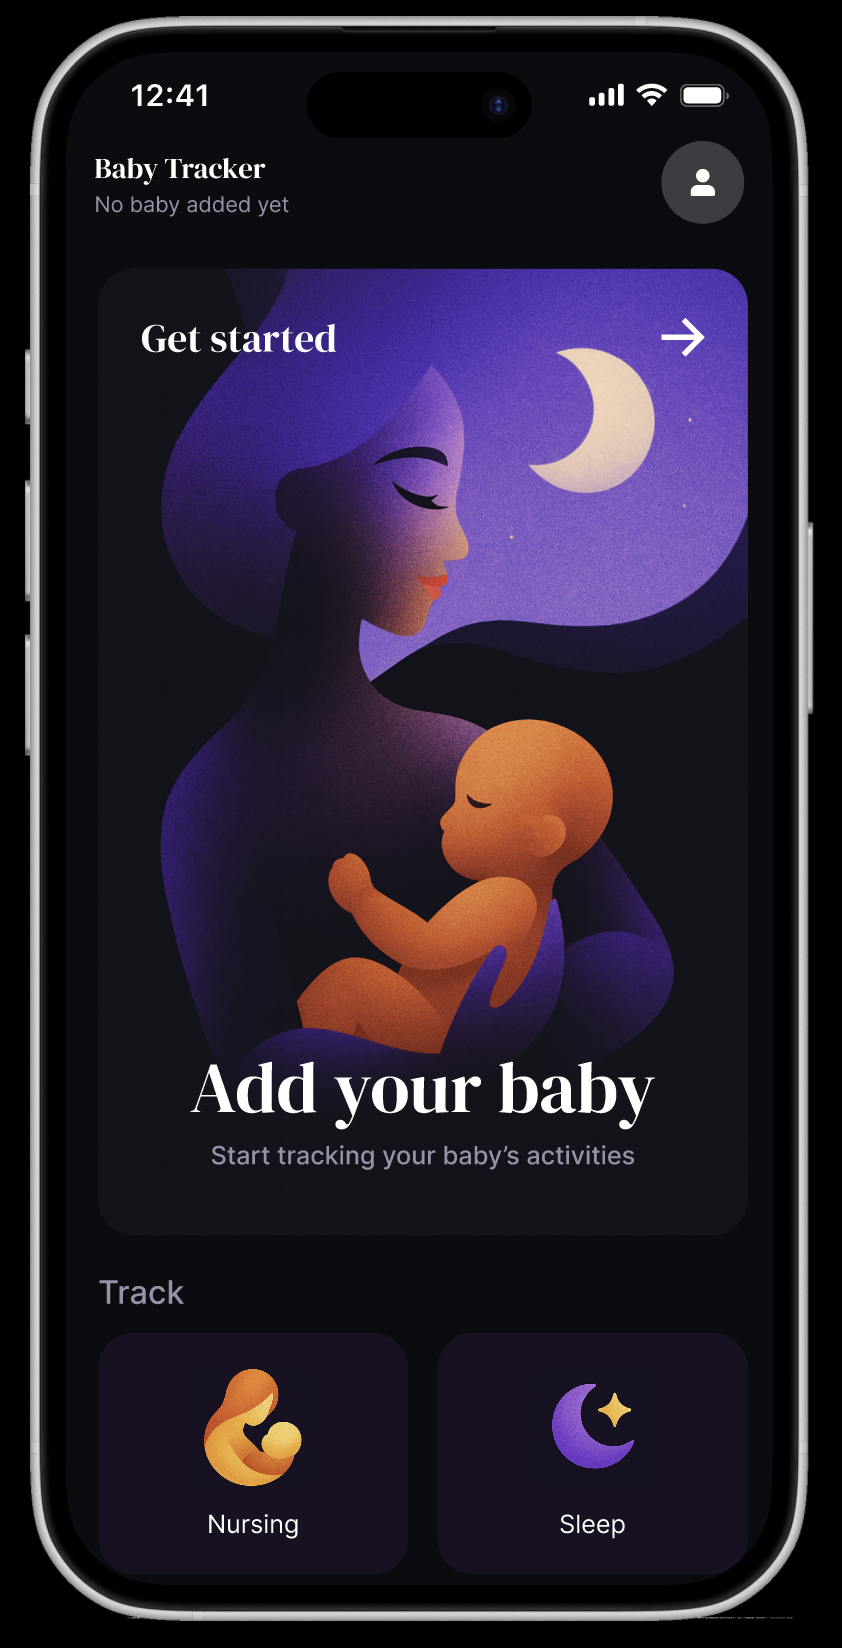 12:41
Baby Tracker
No baby added yet
Get started
Add your baby
Start tracking your baby’s activities
Track
Nursing
Sleep